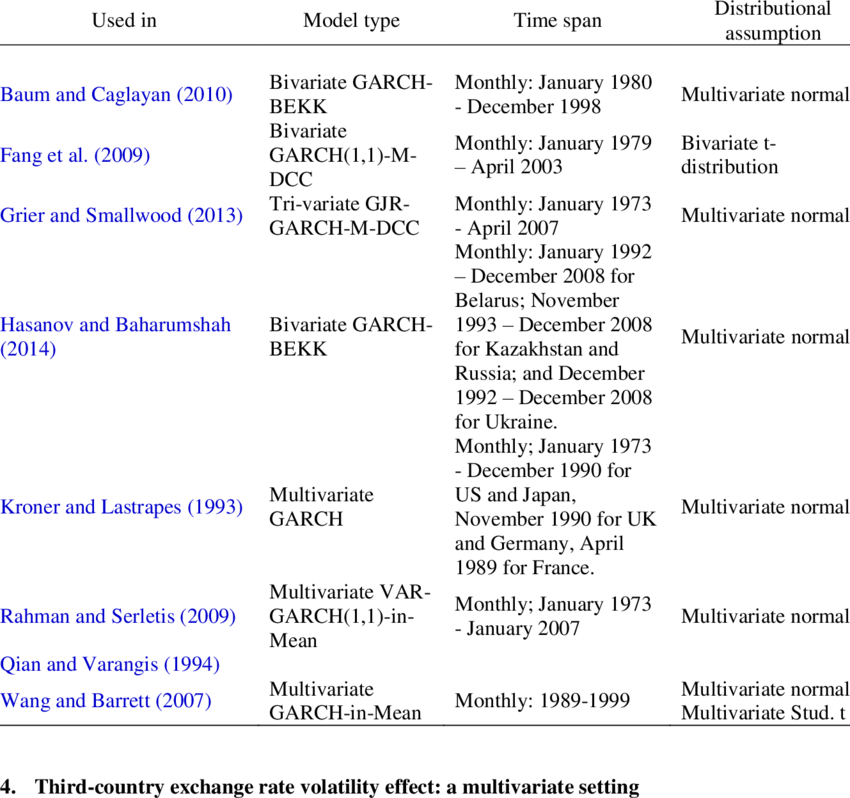 Used in Model type Time span Distributional assumption
Baum and Caglayan (2010) Bivariate GARCH-BEKK Monthly: January 1980 - December 1998 Multivariate normal
Fang et al. (2009) Bivariate GARCH(1,1)-M-DCC Monthly: January 1979 – April 2003 Bivariate t-distribution
Grier and Smallwood (2013) Tri-variate GJR-GARCH-M-DCC Monthly: January 1973 - April 2007 Multivariate normal
Hasanov and Baharumshah (2014) Bivariate GARCH-BEKK Monthly: January 1992 – December 2008 for Belarus; November 1993 – December 2008 for Kazakhstan and Russia; and December 1992 – December 2008 for Ukraine. Multivariate normal
Kroner and Lastrapes (1993) Multivariate GARCH Monthly; January 1973 - December 1990 for US and Japan, November 1990 for UK and Germany, April 1989 for France. Multivariate normal
Rahman and Serletis (2009) Multivariate VAR-GARCH(1,1)-in-Mean Monthly; January 1973 - January 2007 Multivariate normal
Qian and Varangis (1994)
Wang and Barrett (2007) Multivariate GARCH-in-Mean Monthly: 1989-1999 Multivariate normal Multivariate Stud. t
4. Third-country exchange rate volatility effect: a multivariate setting